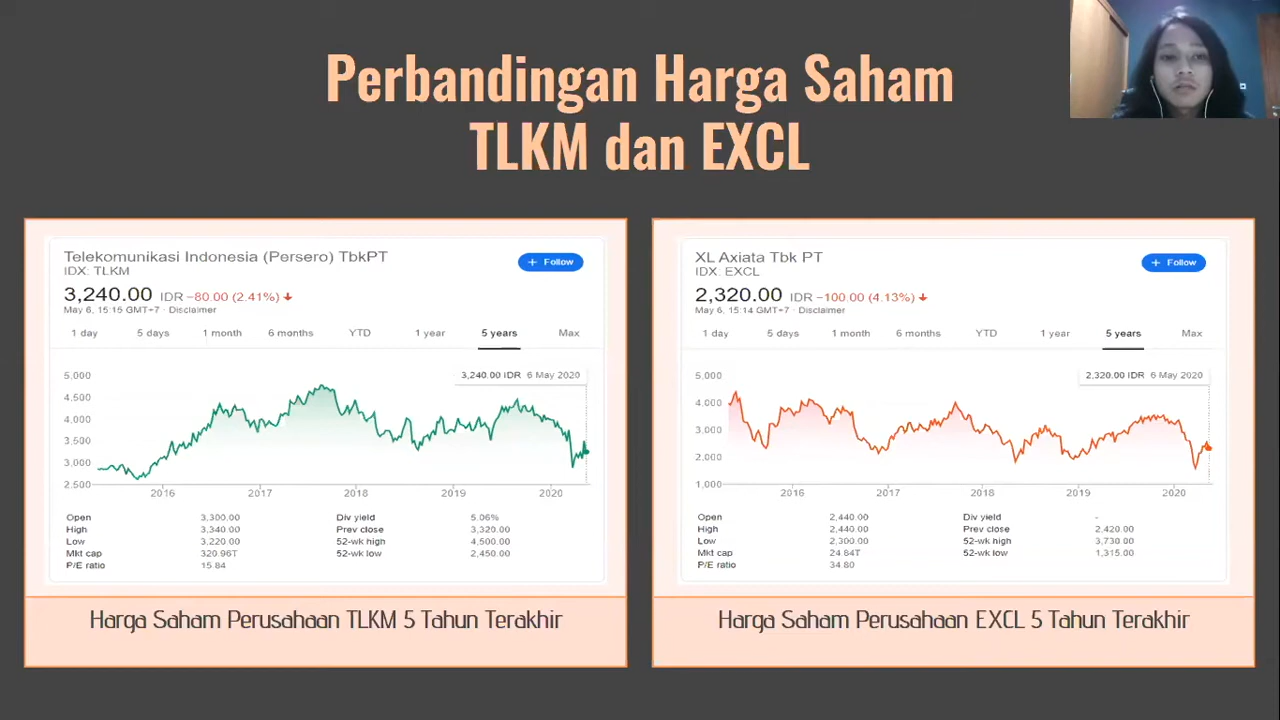 Perbandingan Harga Saham
TLKM dan EXCL
Telekomunikasi Indonesia (Persero) TbkPT
IDX: TLKM
+ Follow
3,240.00 IDR −80.00 (2.41%) ↓
May 6, 15:15 GMT+7 · Disclaimer
1 day 5 days 1 month 6 months YTD 1 year 5 years Max
3,240.00 IDR 6 May 2020
5,000
4,500
4,000
3,500
3,000
2,500
2016 2017 2018 2019 2020
Open 3,300.00 Div yield 5.06%
High 3,340.00 Prev close 3,320.00
Low 3,220.00 52-wk high 4,500.00
Mkt cap 320.96T 52-wk low 2,450.00
P/E ratio 15.84
Harga Saham Perusahaan TLKM 5 Tahun Terakhir
XL Axiata Tbk PT
IDX: EXCL
+ Follow
2,320.00 IDR −100.00 (4.13%) ↓
May 6, 15:14 GMT+7 · Disclaimer
1 day 5 days 1 month 6 months YTD 1 year 5 years Max
2,320.00 IDR 6 May 2020
5,000
4,000
3,000
2,000
1,000
2016 2017 2018 2019 2020
Open 2,440.00 Div yield -
High 2,440.00 Prev close 2,420.00
Low 2,300.00 52-wk high 3,730.00
Mkt cap 24.84T 52-wk low 1,315.00
P/E ratio 34.80
Harga Saham Perusahaan EXCL 5 Tahun Terakhir